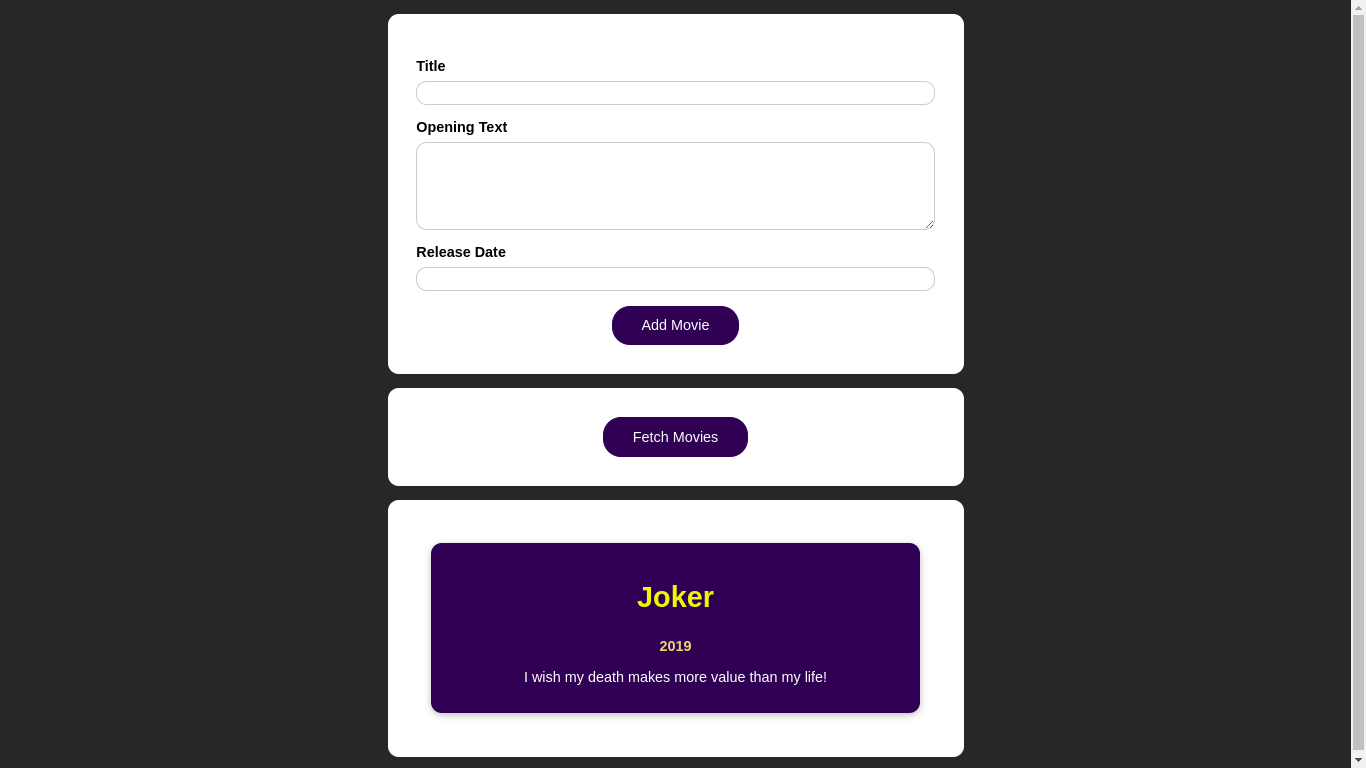 Title
Opening Text
Release Date
Add Movie
Fetch Movies
Joker
2019
I wish my death makes more value than my life!